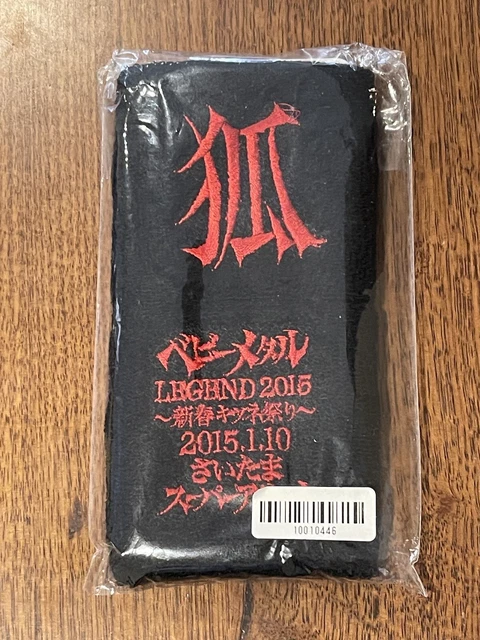 狐
ベビーメタル
LEGEND 2015
～新春キツネ祭り～
2015.1.10
さいたま
スーパーア
10010446